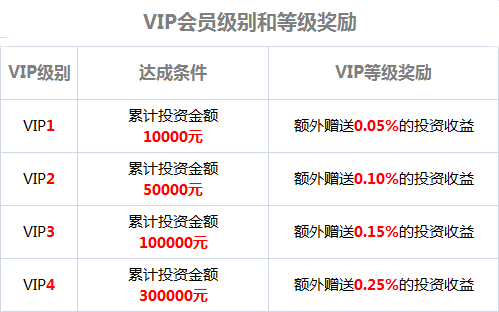 VIP会员级别和等级奖励
VIP级别 达成条件 VIP等级奖励
VIP1 累计投资金额 额外赠送0.05%的投资收益
10000元
VIP2 累计投资金额 额外赠送0.10%的投资收益
50000元
VIP3 累计投资金额 额外赠送0.15%的投资收益
100000元
VIP4 累计投资金额 额外赠送0.25%的投资收益
300000元